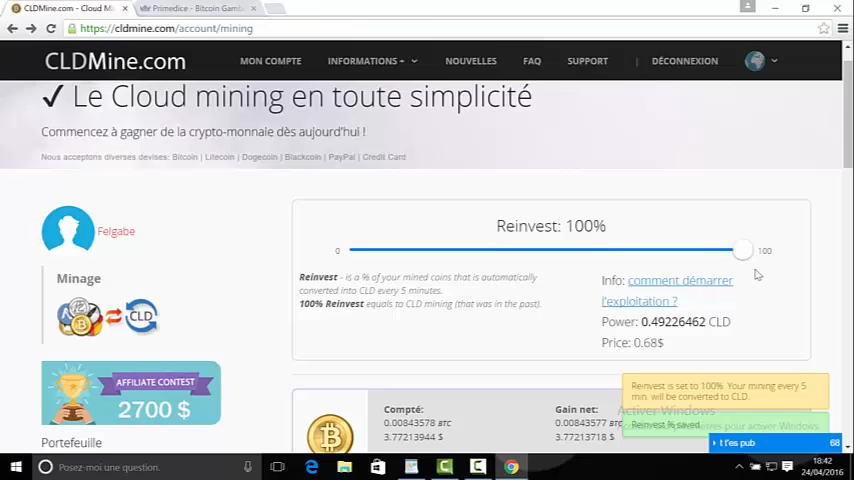 CLDMine.com - Cloud M
Primedice - Bitcoin Gam
https://cldmine.com/account/mining
CLDMine.com
MON COMPTE
INFORMATIONS
NOUVELLES
FAQ
SUPPORT
DÉCONNEXION
✓ Le Cloud mining en toute simplicité
Commencez à gagner de la crypto-monnaie dès aujourd'hui !
Nous acceptons diverses devises: Bitcoin | Litecoin | Dogecoin | Blackcoin | PayPal | Credit Card
Felgabe
Minage
CLD
AFFILIATE CONTEST
2700 $
Portefeuille
Reinvest: 100%
0
100
Reinvest - is a % of your mined coins that is automatically
converted into CLD every 5 minutes.
100% Reinvest equals to CLD mining (that was in the past).
Info: comment démarrer
l'exploitation ?
Power: 0.49226462 CLD
Price: 0.68$
Compté:
0.00843578 BTC
3.77213944 $
Gain net:
0.00843577 BTC
3.77213718 $
Reinvest is set to 100%. Your mining every 5
min. will be converted to CLD.
Activer Windows
Reinvest % saved
pour activer Windows.
t t'es pub
68
Posez-moi une question.
18:42
24/04/2016